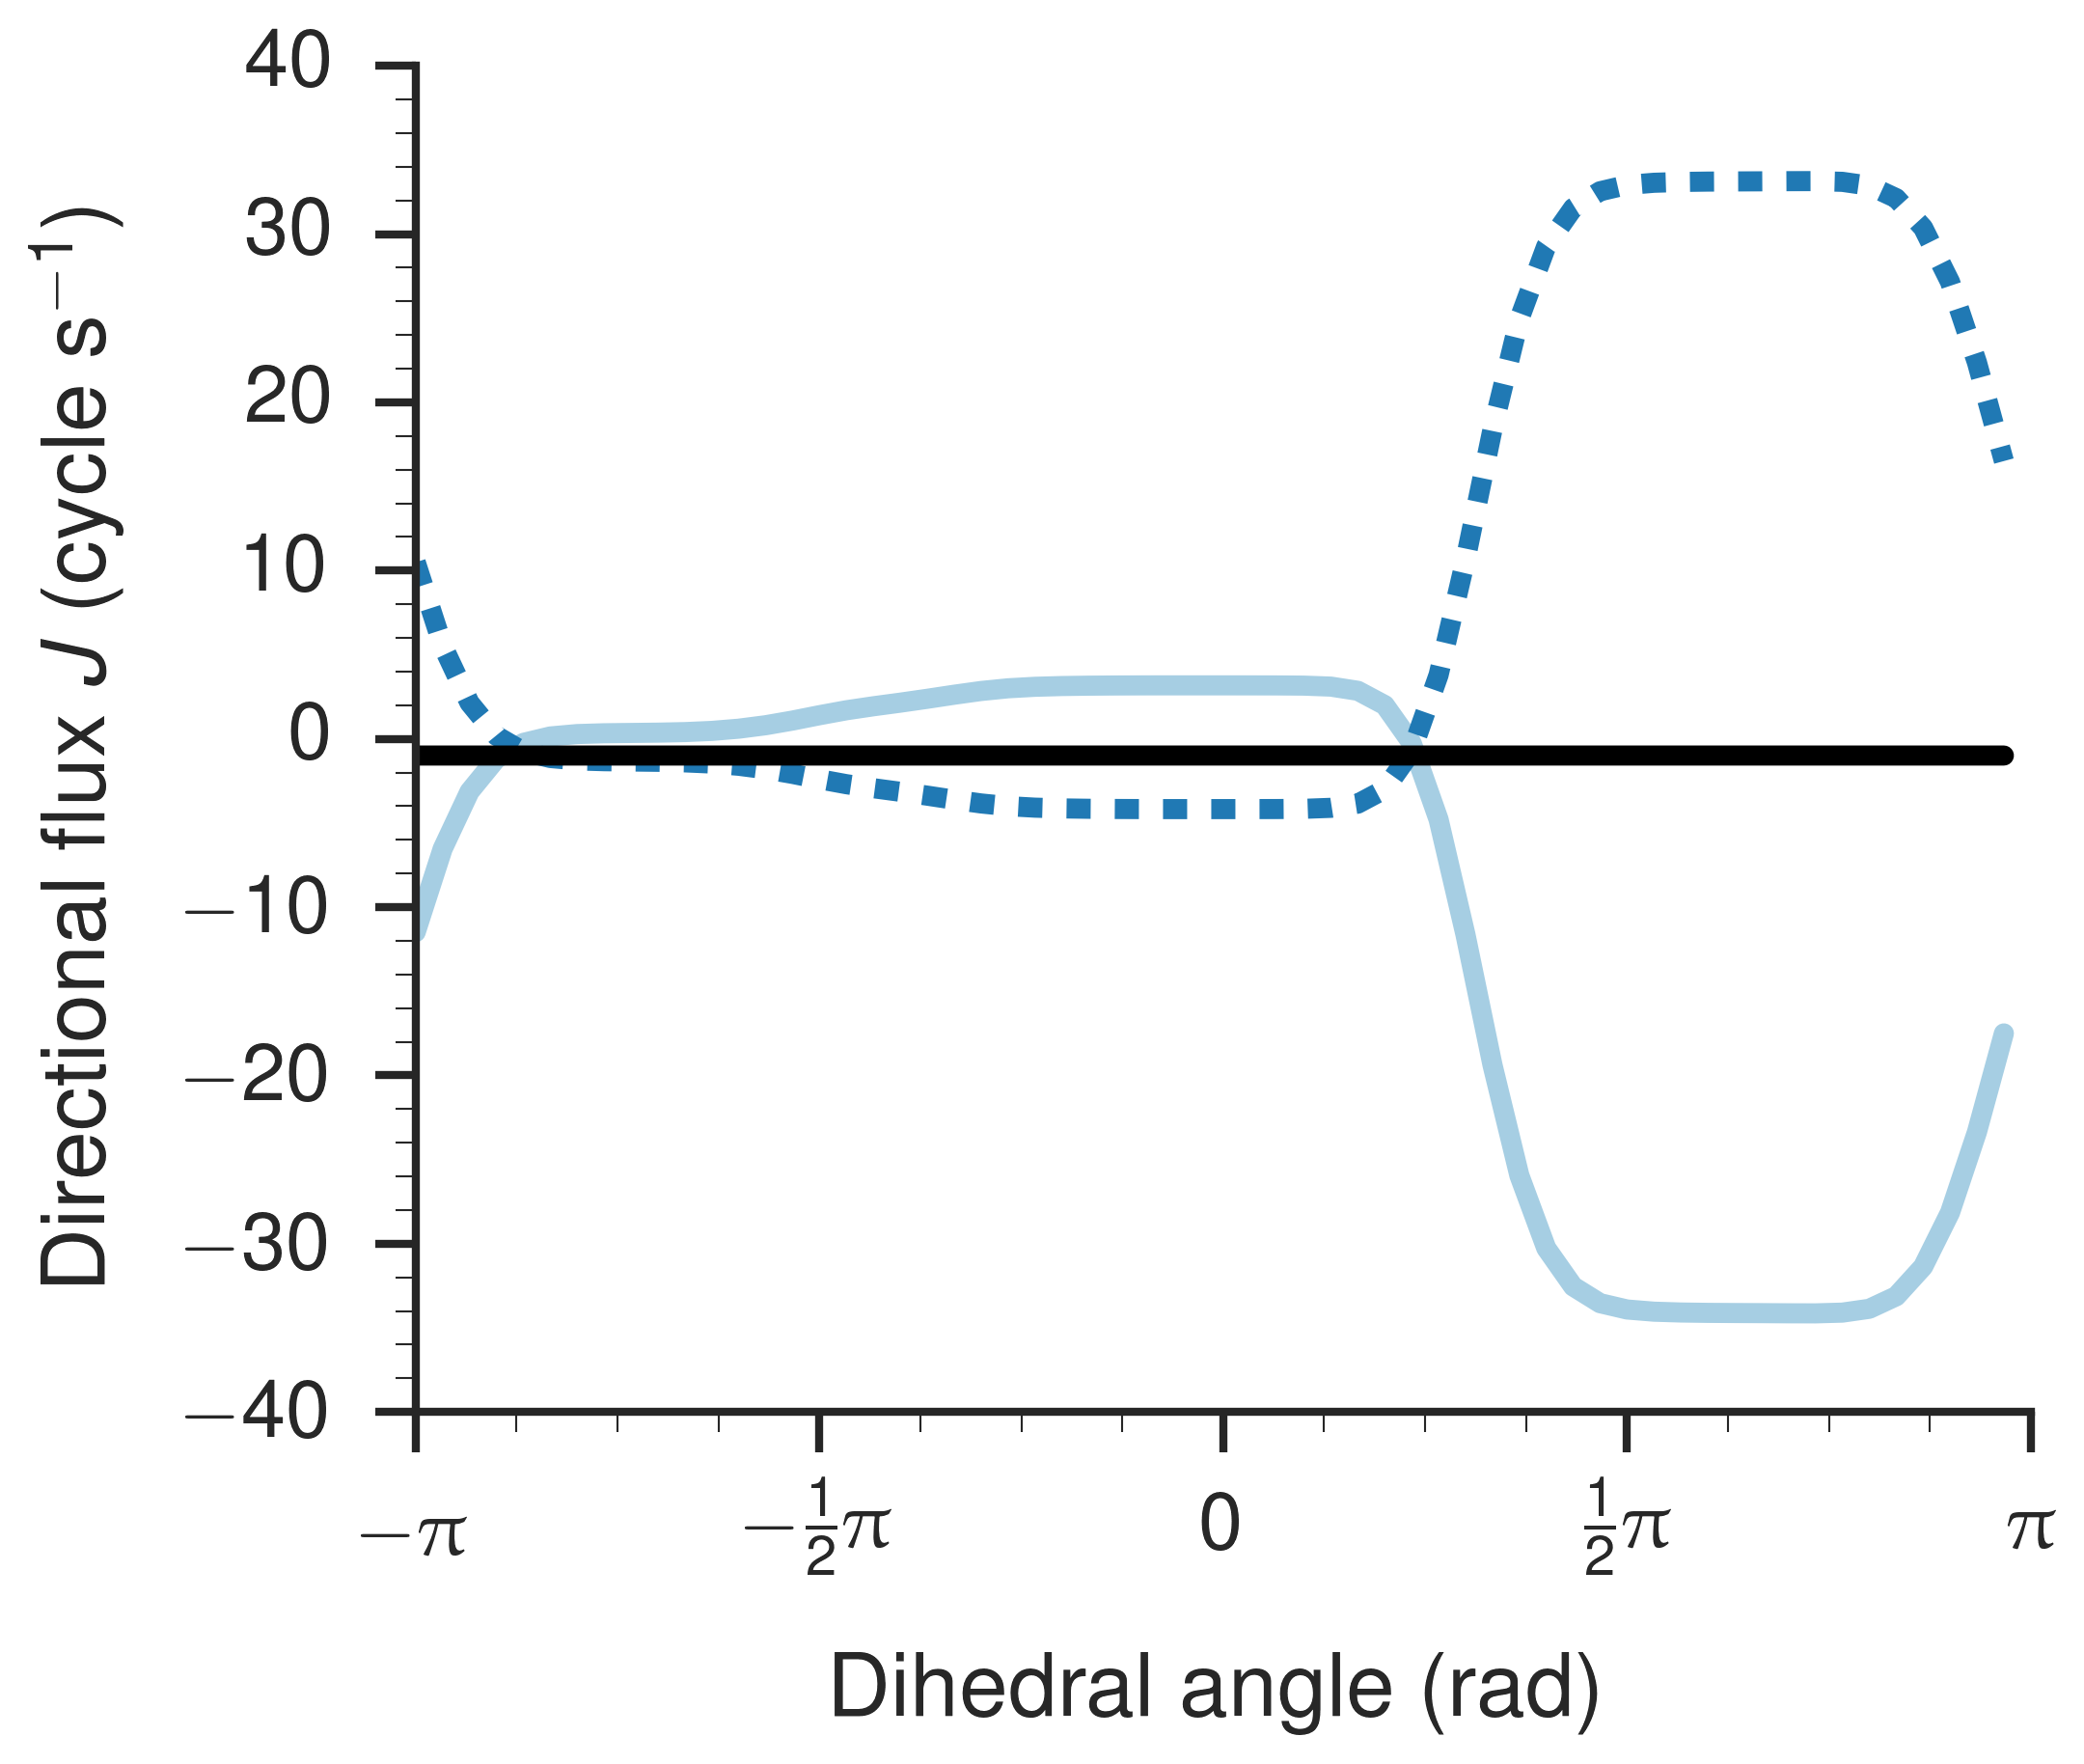 Directional flux J (cycle s−1)
40
30
20
10
0
−10
−20
−30
−40
−π
−1/2π
0
1/2π
π
Dihedral angle (rad)